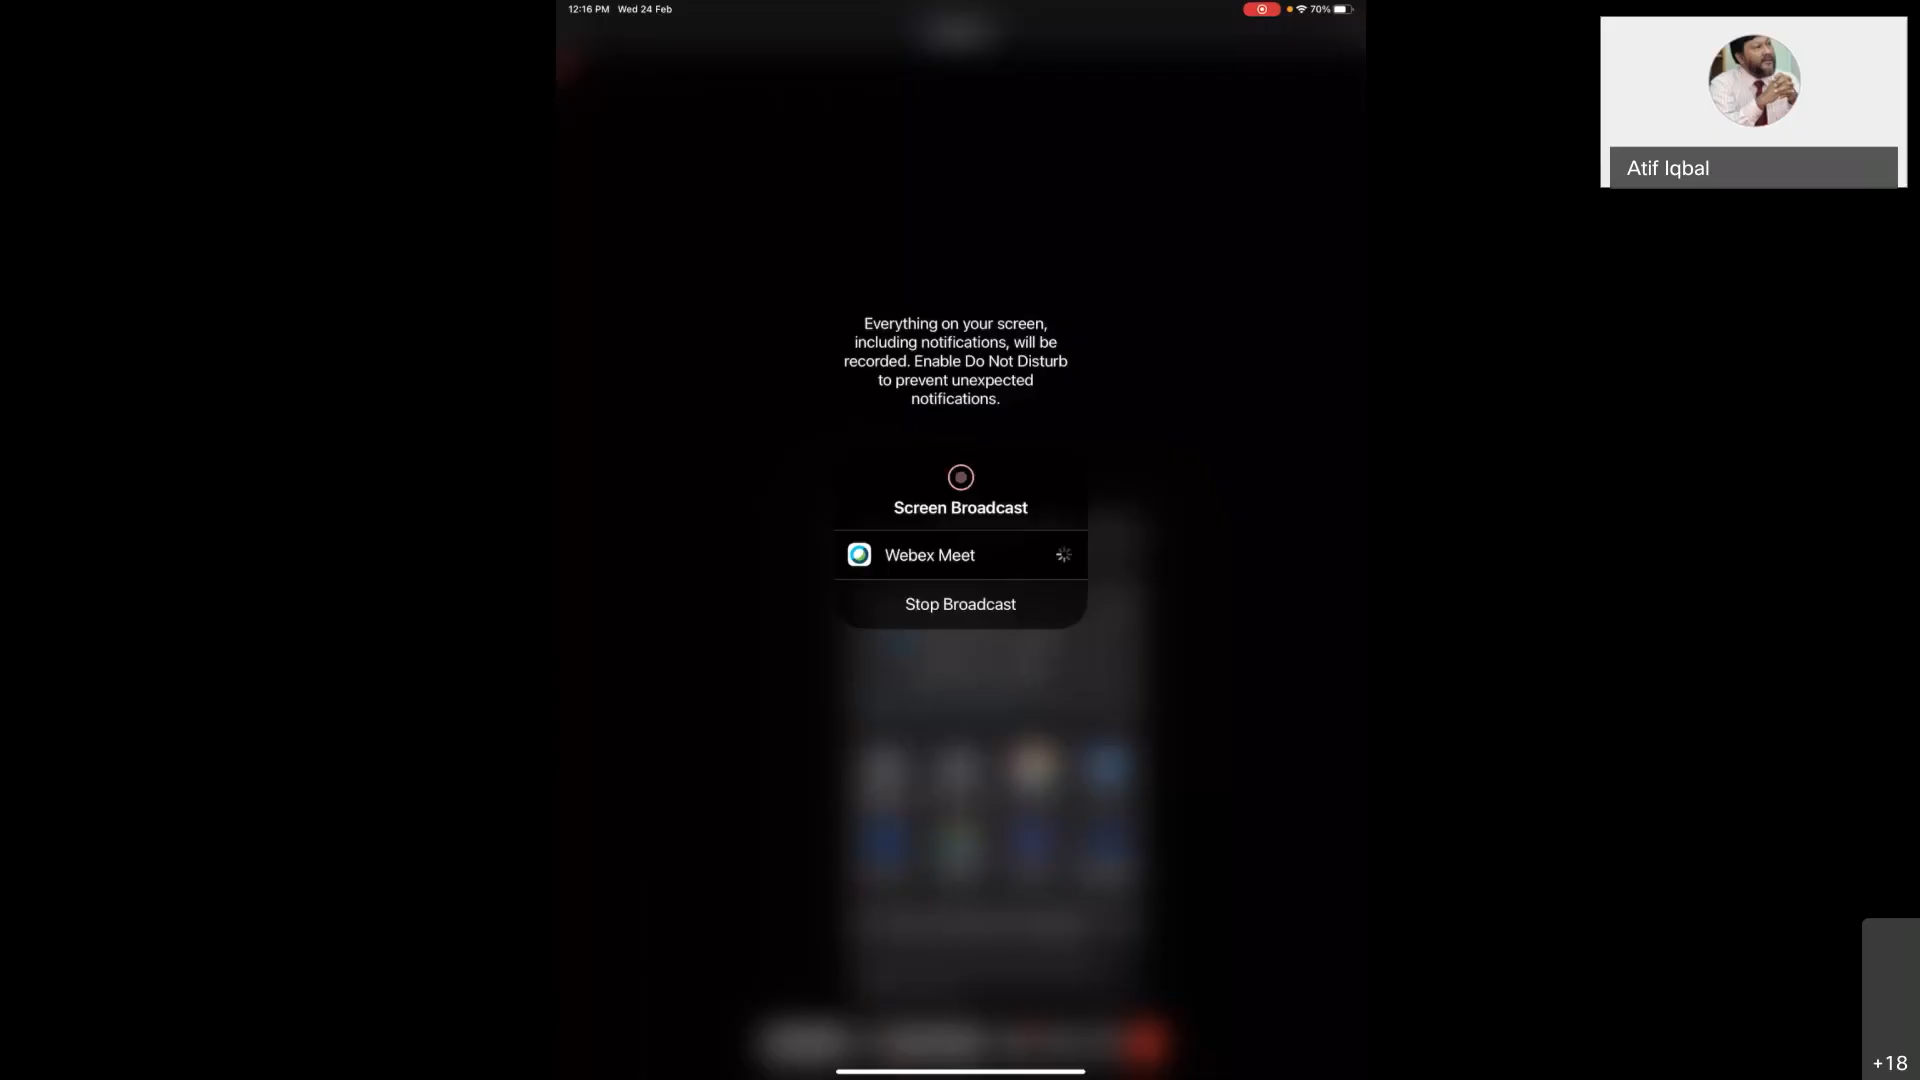 12:16 PM Wed 24 Feb
70%
Atif Iqbal
Everything on your screen,
including notifications, will be
recorded. Enable Do Not Disturb
to prevent unexpected
notifications.
Screen Broadcast
Webex Meet
Stop Broadcast
+18